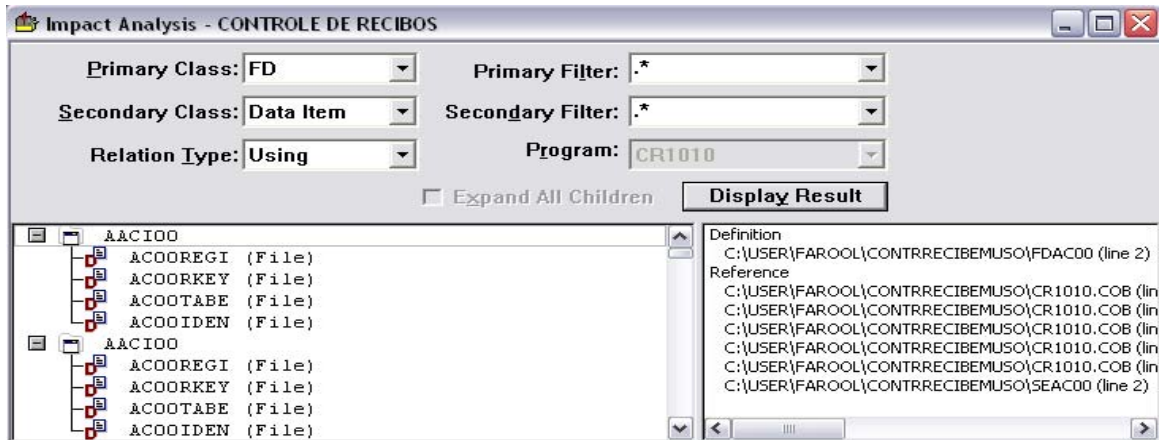 Impact Analysis - CONTROLE DE RECIBOS
Primary Class: FD Primary Filter: .*
Secondary Class: Data Item Secondary Filter: .*
Relation Type: Using Program: CR1010
Expand All Children Display Result
AACI00
ACOOREGI (File)
ACOORKEY (File)
ACOOTABE (File)
ACOOIDEN (File)
AACI00
ACOOREGI (File)
ACOORKEY (File)
ACOOTABE (File)
ACOOIDEN (File)
Definition
C:\USER\FAROOL\CONTRRECIBEMUSO\FDAC00 (line 2)
Reference
C:\USER\FAROOL\CONTRRECIBEMUSO\CR1010.COB (lin
C:\USER\FAROOL\CONTRRECIBEMUSO\CR1010.COB (lin
C:\USER\FAROOL\CONTRRECIBEMUSO\CR1010.COB (lin
C:\USER\FAROOL\CONTRRECIBEMUSO\CR1010.COB (lin
C:\USER\FAROOL\CONTRRECIBEMUSO\CR1010.COB (lin
C:\USER\FAROOL\CONTRRECIBEMUSO\SEAC00 (line 2)